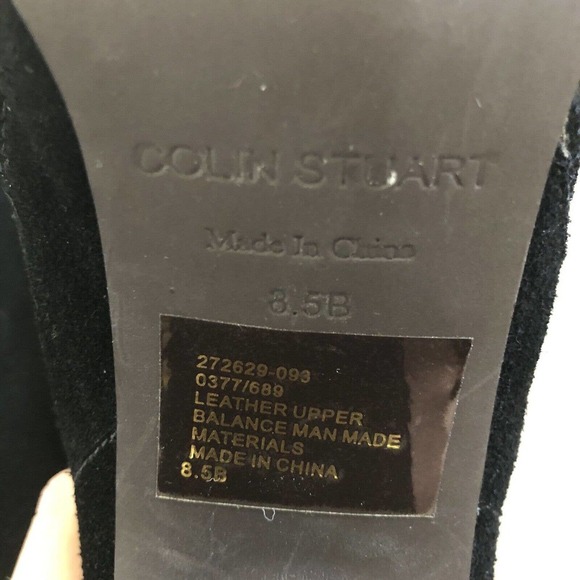 COLIN STUART
Made In China
8.5B
272629-093
0377/689
LEATHER UPPER
BALANCE MAN MADE
MATERIALS
MADE IN CHINA
8.5B